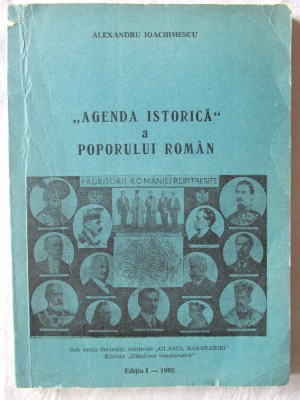 ALEXANDRU IOACHIMESCU
„AGENDA ISTORICĂ“
a
POPORULUI ROMÂN
FĂURITORII ROMÂNIEI REÎNTREGITE
Sub egida Societății culturale „GLASUL BASARABIEI“
Editura „Gândirea românească“
Ediția I — 1992